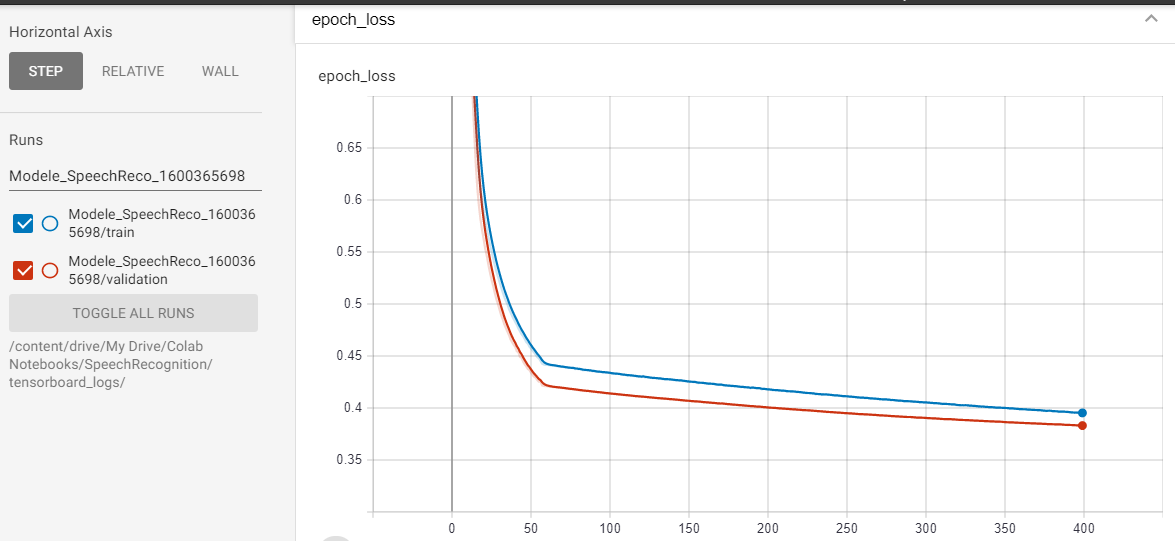 Horizontal Axis
STEP RELATIVE WALL
Runs
Modele_SpeechReco_1600365698
Modele_SpeechReco_160036
5698/train
Modele_SpeechReco_160036
5698/validation
TOGGLE ALL RUNS
/content/drive/My Drive/Colab
Notebooks/SpeechRecognition/
tensorboard_logs/
epoch_loss
epoch_loss
0.65
0.6
0.55
0.5
0.45
0.4
0.35
0 50 100 150 200 250 300 350 400